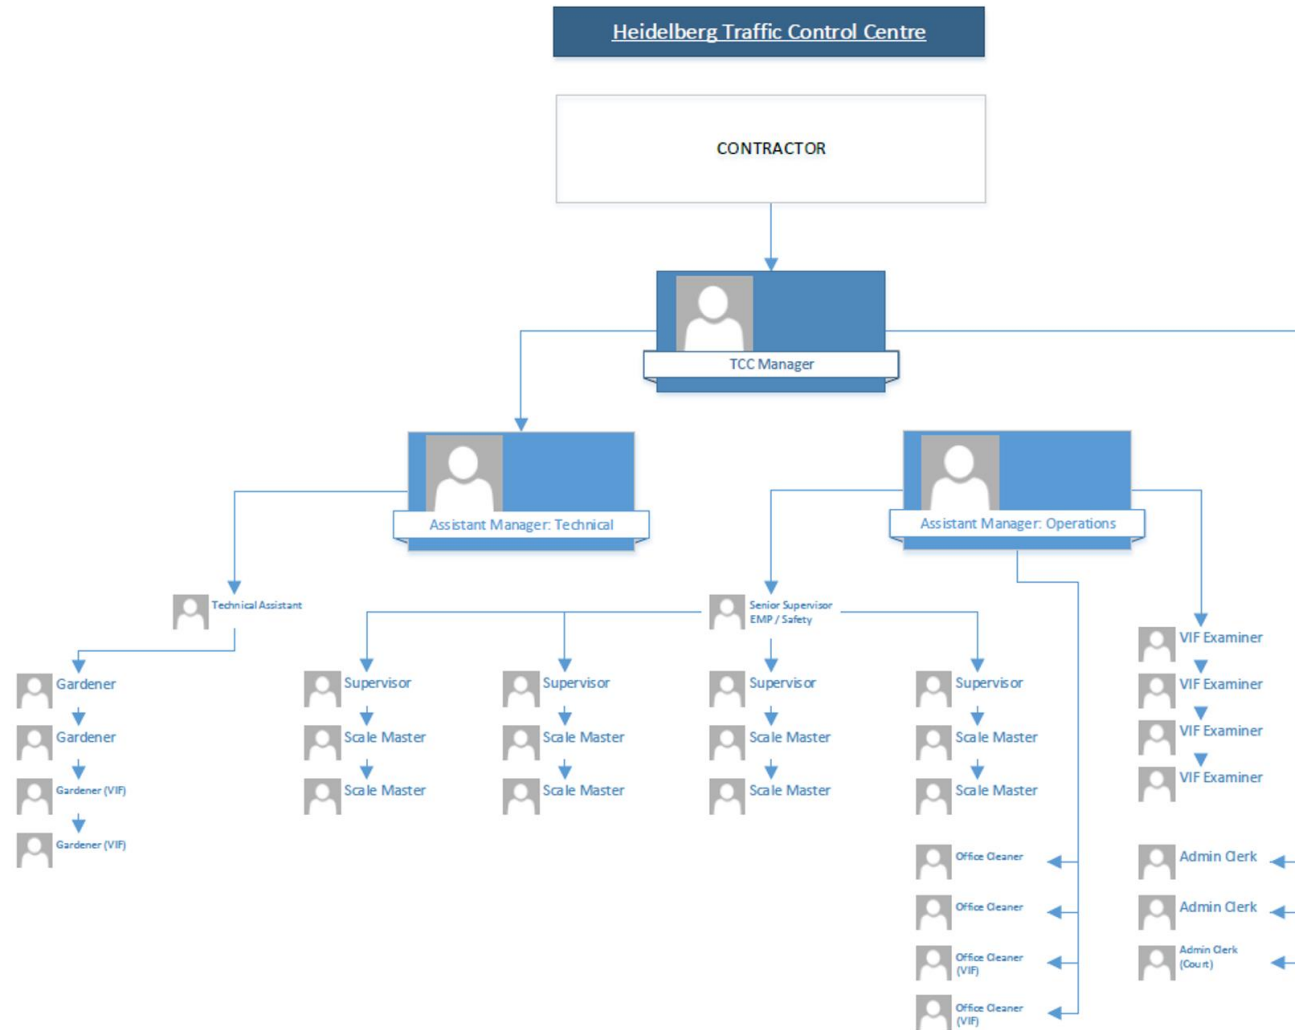 Heidelberg Traffic Control Centre
CONTRACTOR
TCC Manager
Assistant Manager: Technical
Assistant Manager: Operations
Technical Assistant
Senior Supervisor
EMP / Safety
VIF Examiner
Gardener
Supervisor
Supervisor
Supervisor
Supervisor
VIF Examiner
Gardener
Scale Master
Scale Master
Scale Master
Scale Master
VIF Examiner
Gardener (VIF)
Scale Master
Scale Master
Scale Master
Scale Master
VIF Examiner
Gardener (VIF)
Office Cleaner
Admin Clerk
Office Cleaner
Admin Clerk
Office Cleaner
(VIF)
Admin Clerk
(Court)
Office Cleaner
(VIF)